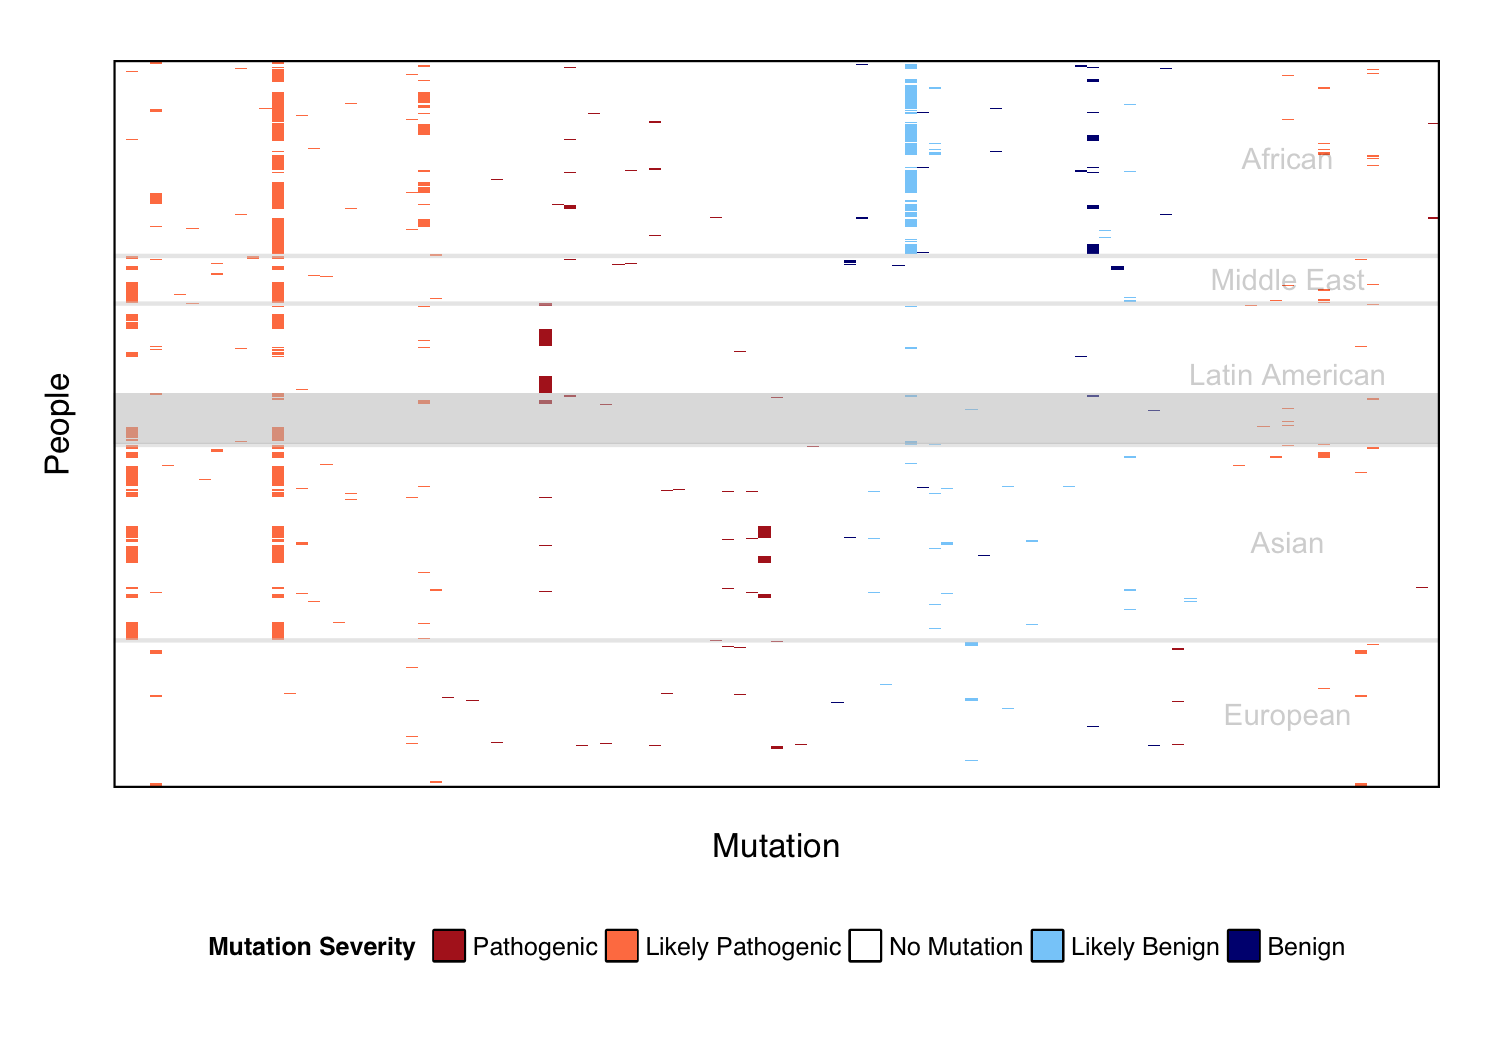 African
Middle East
Latin American
Asian
European
People
Mutation
Mutation Severity Pathogenic Likely Pathogenic No Mutation Likely Benign Benign